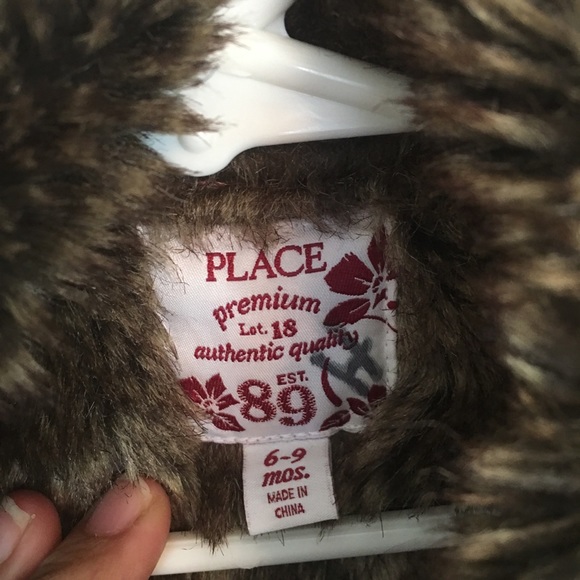 PLACE
premium
Lot. 18
authentic quality
EST.
89
6-9
mos.
MADE IN
CHINA